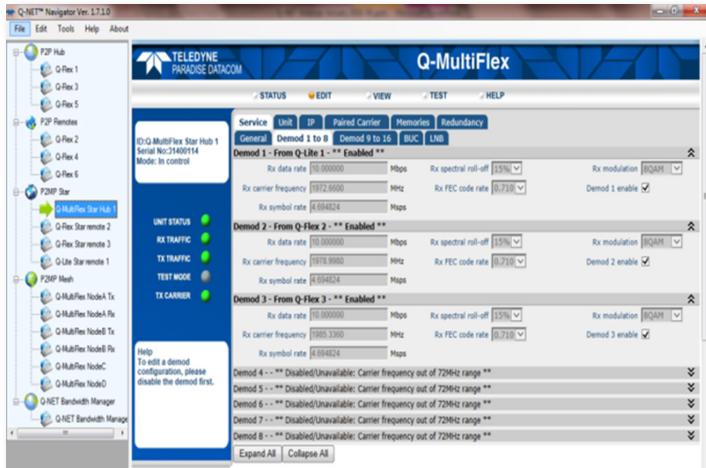 Q-NET™ Navigator Ver. 1.7.1.0
File Edit Tools Help About
P2P Hub
Q-Flex 1
Q-Flex 3
Q-Flex 5
P2P Remotes
Q-Flex 2
Q-Flex 4
Q-Flex 6
P2MP Star
Q-MultiFlex Star Hub 1
Q-Flex Star remote 2
Q-Flex Star remote 3
Q-Lite Star remote 1
P2MP Mesh
Q-MultiFlex NodeA Tx
Q-MultiFlex NodeA Rx
Q-MultiFlex NodeB Tx
Q-MultiFlex NodeB Rx
Q-MultiFlex NodeC
Q-MultiFlex NodeD
Q-NET Bandwidth Manager
Q-NET Bandwidth Manage
TELEDYNE
PARADISE DATACOM
Q-MultiFlex
STATUS EDIT VIEW TEST HELP
ID:Q-MultiFlex Star Hub 1
Serial No:31400114
Mode: In control
UNIT STATUS
RX TRAFFIC
TX TRAFFIC
TEST MODE
TX CARRIER
Help
To edit a demod
configuration, please
disable the demod first.
Service Unit IP Paired Carrier Memories Redundancy
General Demod 1 to 8 Demod 9 to 16 BUC LNB
Demod 1 - From Q-Lite 1 - ** Enabled **
Rx data rate 10.000000 Mbps Rx spectral roll-off 15% Rx modulation 8QAM
Rx carrier frequency 1972.6600 MHz Rx FEC code rate 0.710 Demod 1 enable
Rx symbol rate 4.694824 Msps
Demod 2 - From Q-Flex 2 - ** Enabled **
Rx data rate 10.000000 Mbps Rx spectral roll-off 15% Rx modulation 8QAM
Rx carrier frequency 1978.9980 MHz Rx FEC code rate 0.710 Demod 2 enable
Rx symbol rate 4.694824 Msps
Demod 3 - From Q-Flex 3 - ** Enabled **
Rx data rate 10.000000 Mbps Rx spectral roll-off 15% Rx modulation 8QAM
Rx carrier frequency 1985.3360 MHz Rx FEC code rate 0.710 Demod 3 enable
Rx symbol rate 4.694824 Msps
Demod 4 - - ** Disabled/Unavailable: Carrier frequency out of 72MHz range **
Demod 5 - - ** Disabled/Unavailable: Carrier frequency out of 72MHz range **
Demod 6 - - ** Disabled/Unavailable: Carrier frequency out of 72MHz range **
Demod 7 - - ** Disabled/Unavailable: Carrier frequency out of 72MHz range **
Demod 8 - - ** Disabled/Unavailable: Carrier frequency out of 72MHz range **
Expand All Collapse All